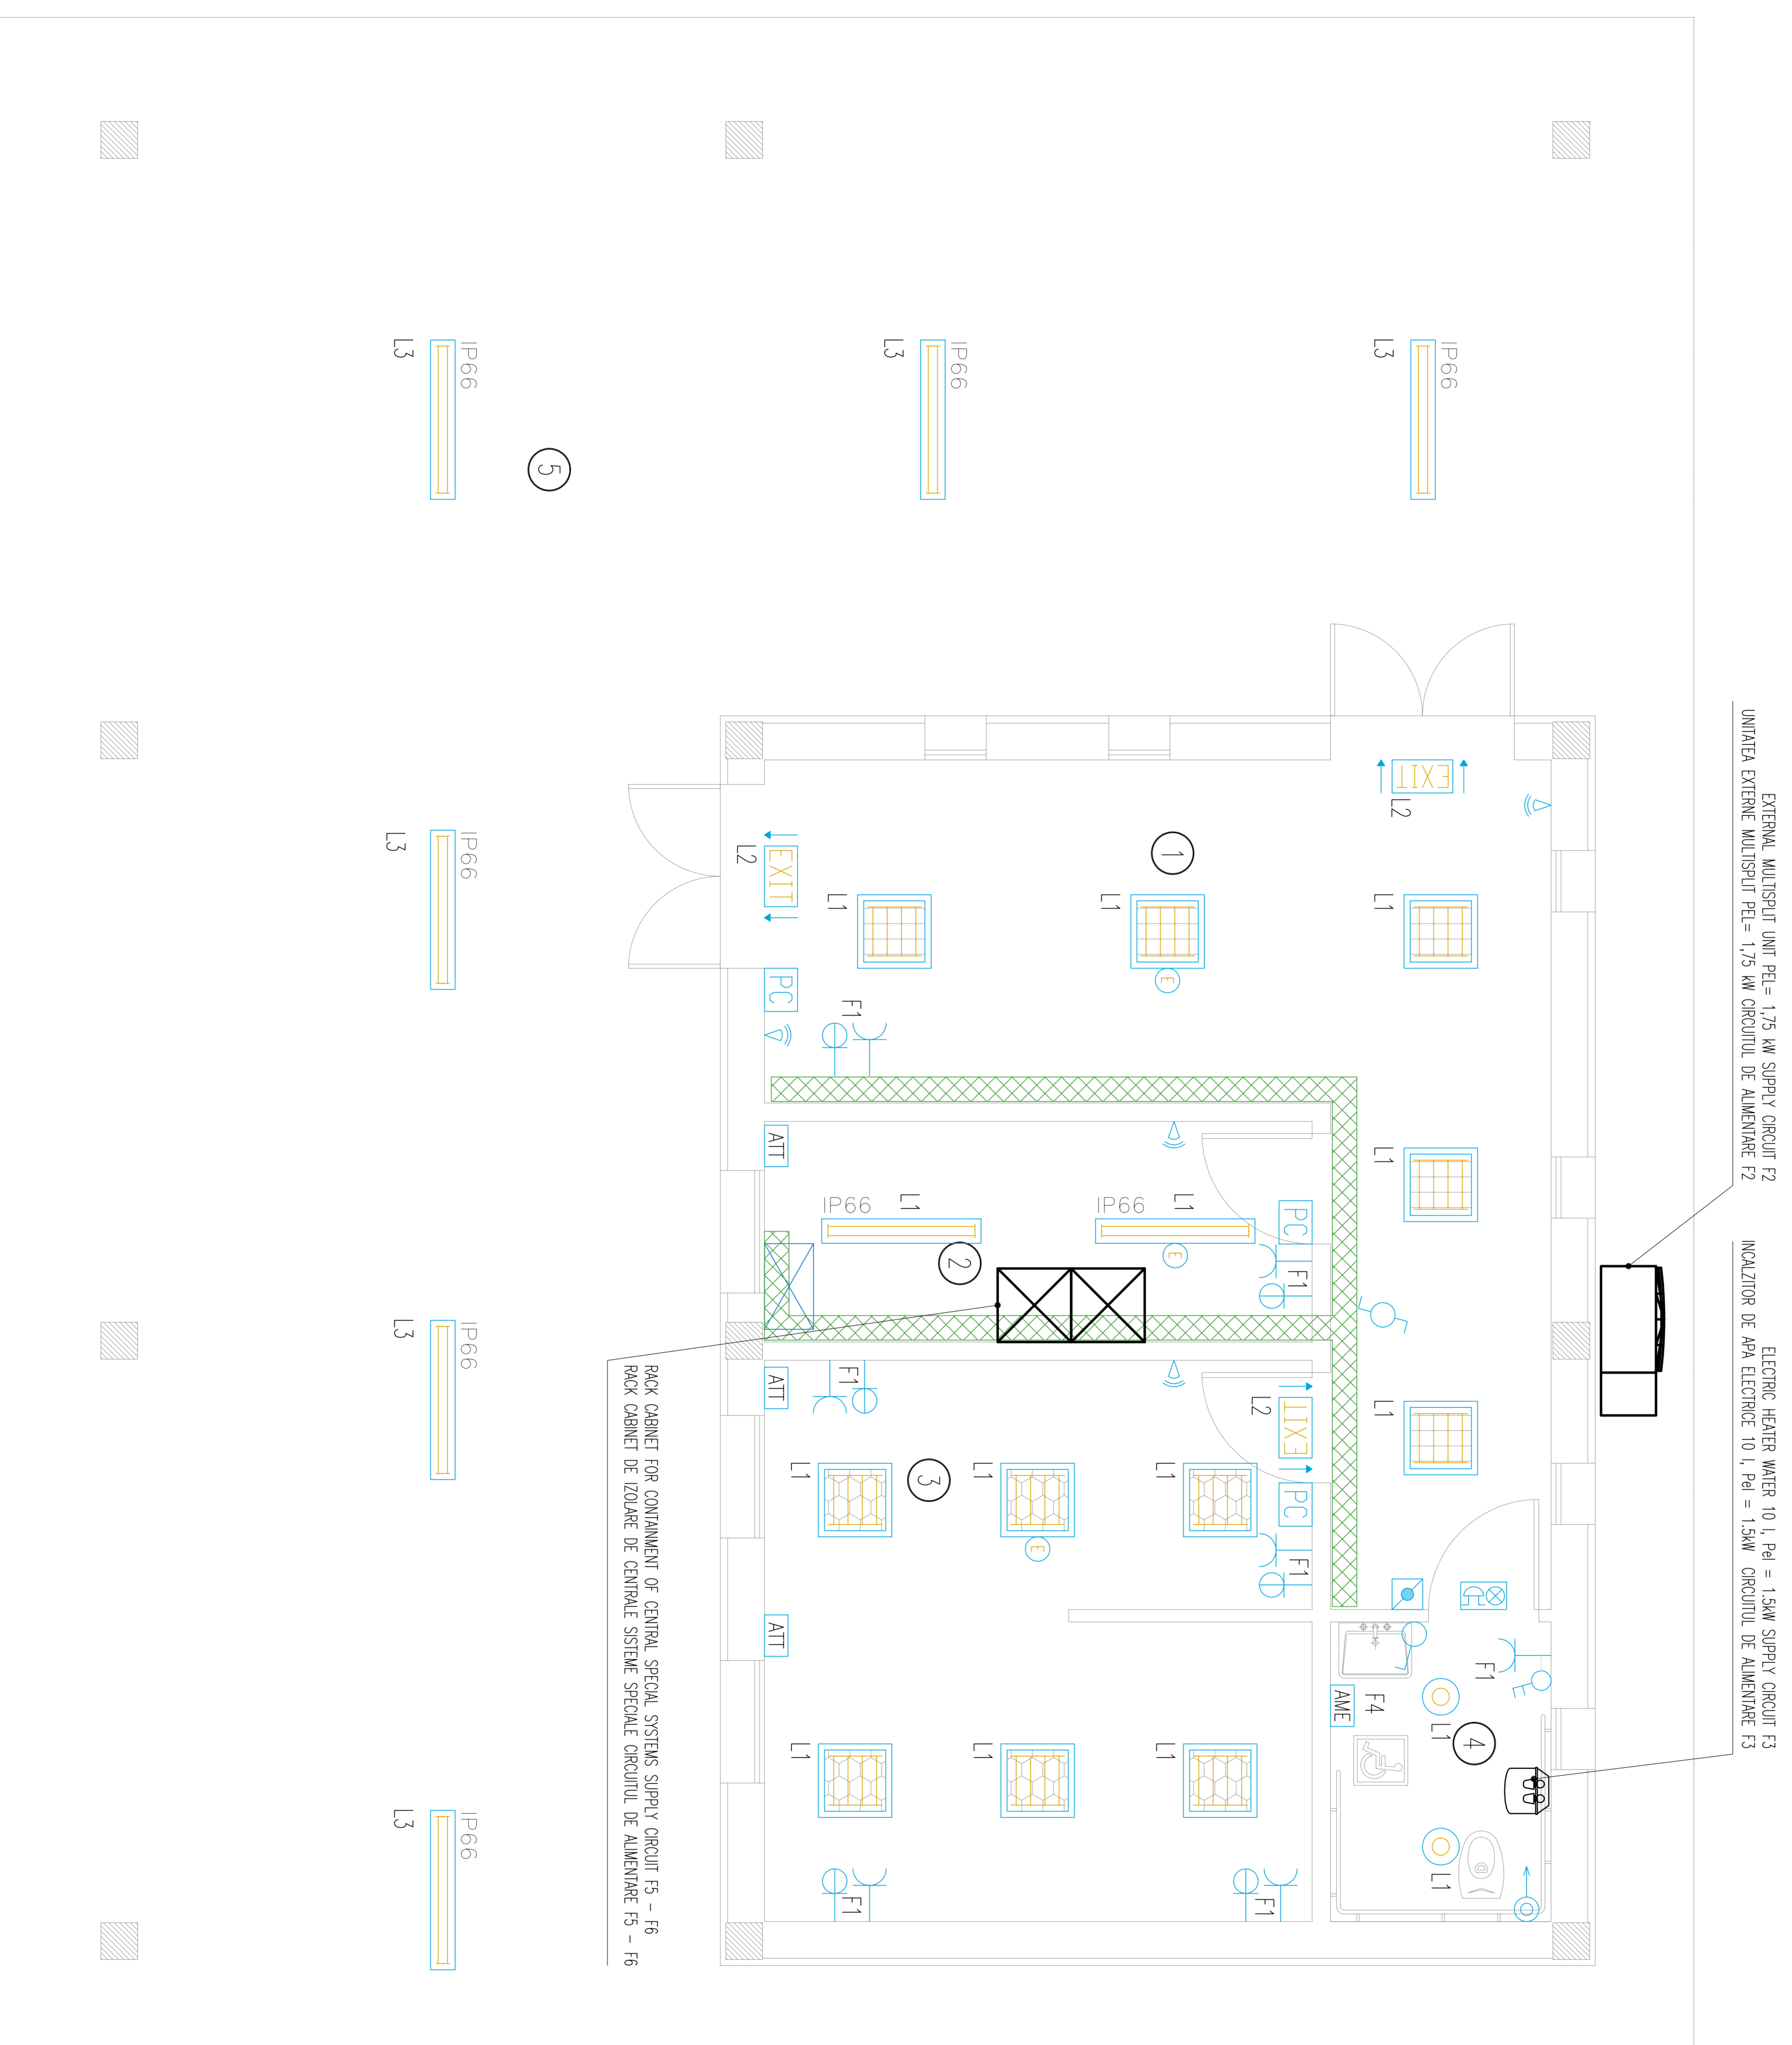 EXTERNAL MULTISPLIT UNIT PEL= 1,75 kW SUPPLY CIRCUIT F2
UNITATEA EXTERNE MULTISPLIT PEL= 1,75 kW CIRCUITUL DE ALIMENTARE F2
ELECTRIC HEATER WATER 10 l, Pel = 1.5kW SUPPLY CIRCUIT F3
INCALZITOR DE APA ELECTRICE 10 l, Pel = 1.5kW CIRCUITUL DE ALIMENTARE F3
F1
4
IP66
L1
L1
EXIT
L2
L3
L1
L1
L1
F4
AME
PC
F1
EXIT
PC
F1
L2
F1
L1
1
E
E
L1
L1
IP66
L1
E
L1
L1
IP66
2
3
L1
L3
F1
F1
F1
IP66
L1
L1
L1
EXIT
PC
ATT
ATT
ATT
L2
RACK CABINET FOR CONTAINMENT OF CENTRAL SPECIAL SYSTEMS SUPPLY CIRCUIT F5 - F6
RACK CABINET DE IZOLARE DE CENTRALE SISTEME SPECIALE CIRCUITUL DE ALIMENTARE F5 - F6
5
IP66
IP66
IP66
IP66
L3
L3
L3
L3